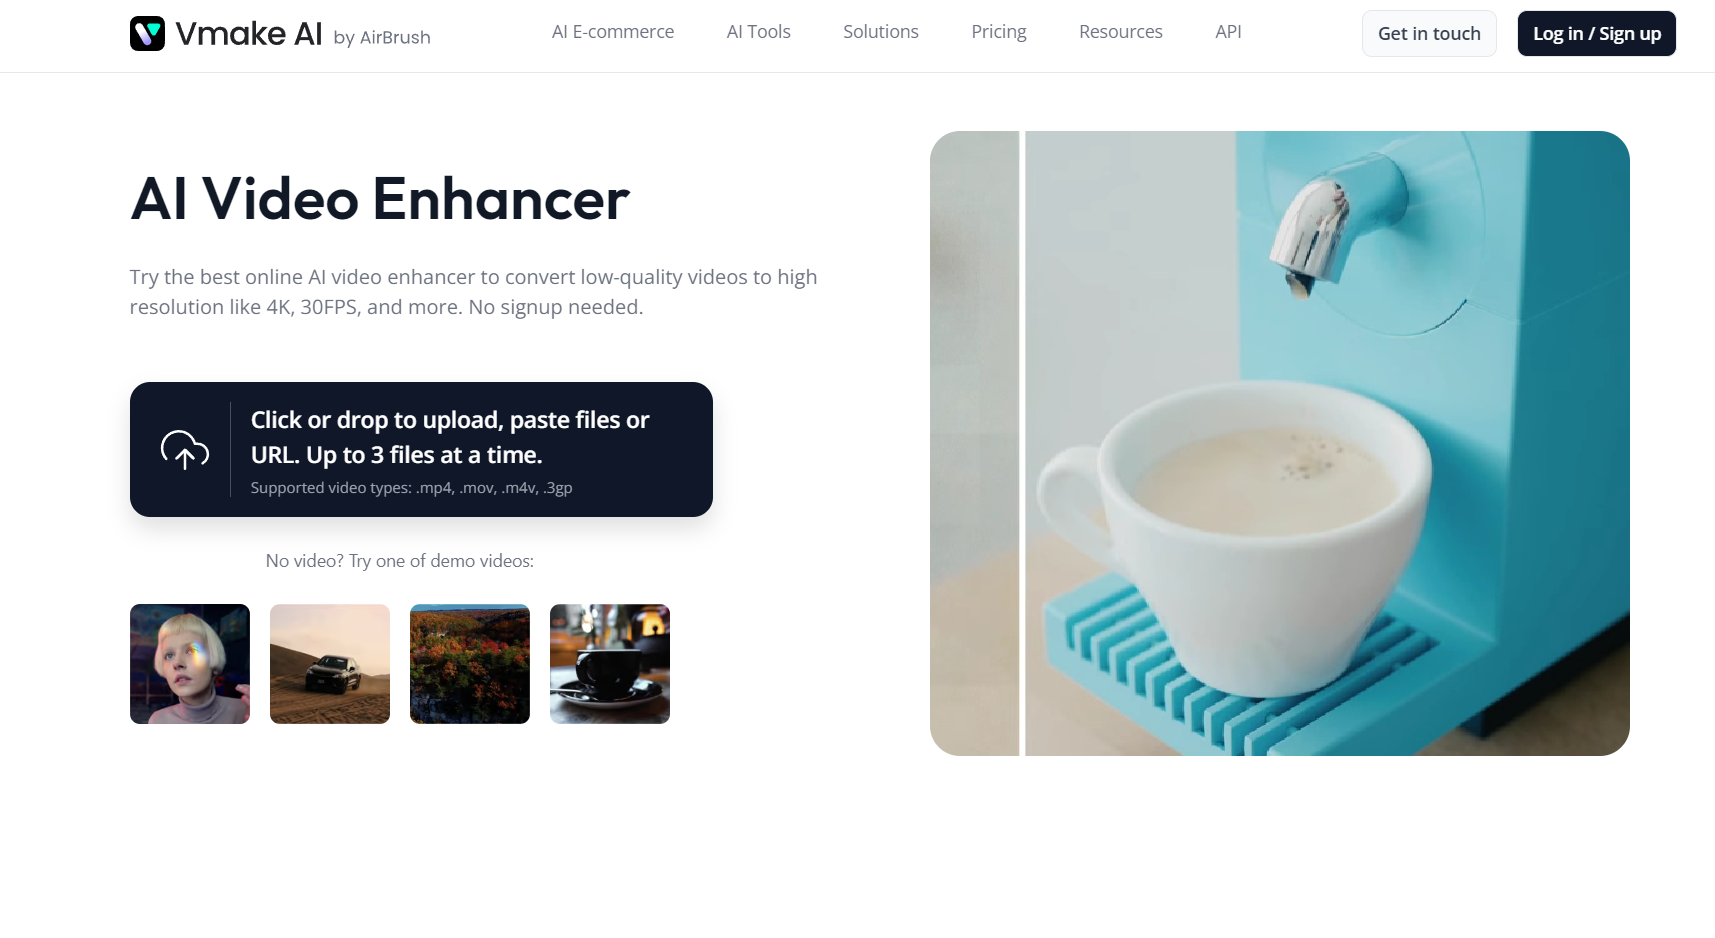 Vmake AI by AirBrush
AI E-commerce
AI Tools
Solutions
Pricing
Resources
API
Get in touch
Log in / Sign up
AI Video Enhancer
Try the best online AI video enhancer to convert low-quality videos to high
resolution like 4K, 30FPS, and more. No signup needed.
Click or drop to upload, paste files or
URL. Up to 3 files at a time.
Supported video types: .mp4, .mov, .m4v, .3gp
No video? Try one of demo videos: